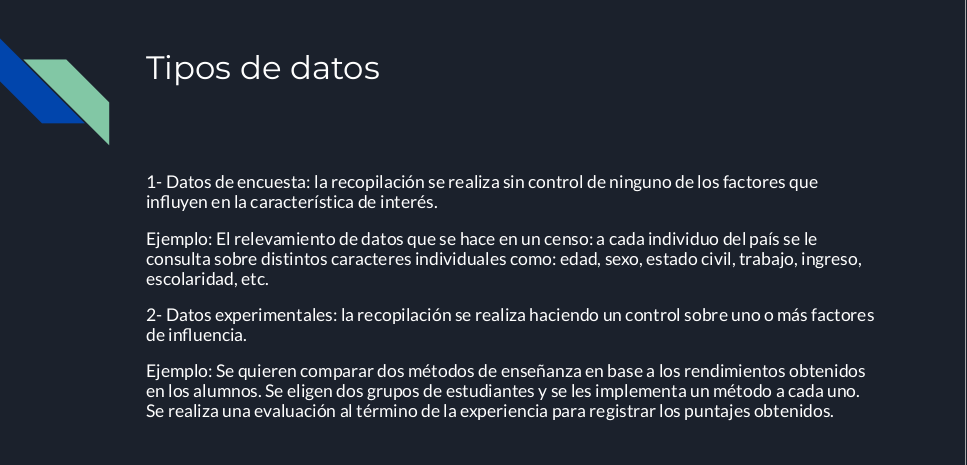 Tipos de datos
1- Datos de encuesta: la recopilación se realiza sin control de ninguno de los factores que
influyen en la característica de interés.
Ejemplo: El relevamiento de datos que se hace en un censo: a cada individuo del país se le
consulta sobre distintos caracteres individuales como: edad, sexo, estado civil, trabajo, ingreso,
escolaridad, etc.
2- Datos experimentales: la recopilación se realiza haciendo un control sobre uno o más factores
de influencia.
Ejemplo: Se quieren comparar dos métodos de enseñanza en base a los rendimientos obtenidos
en los alumnos. Se eligen dos grupos de estudiantes y se les implementa un método a cada uno.
Se realiza una evaluación al término de la experiencia para registrar los puntajes obtenidos.